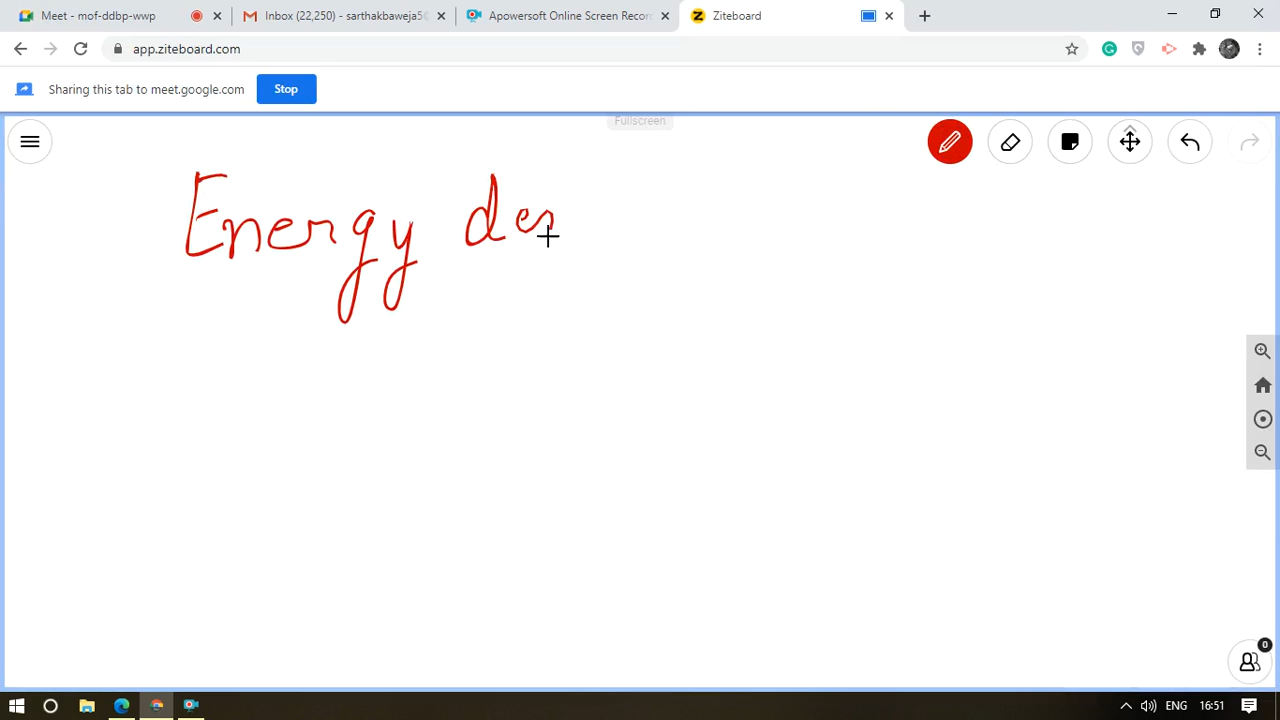 Meet - mof-ddbp-wwp
Inbox (22,250) - sarthakbaweja5
Apowersoft Online Screen Recor
Ziteboard
app.ziteboard.com
Sharing this tab to meet.google.com
Stop
Fullscreen
Energy den
0
ENG
16:51